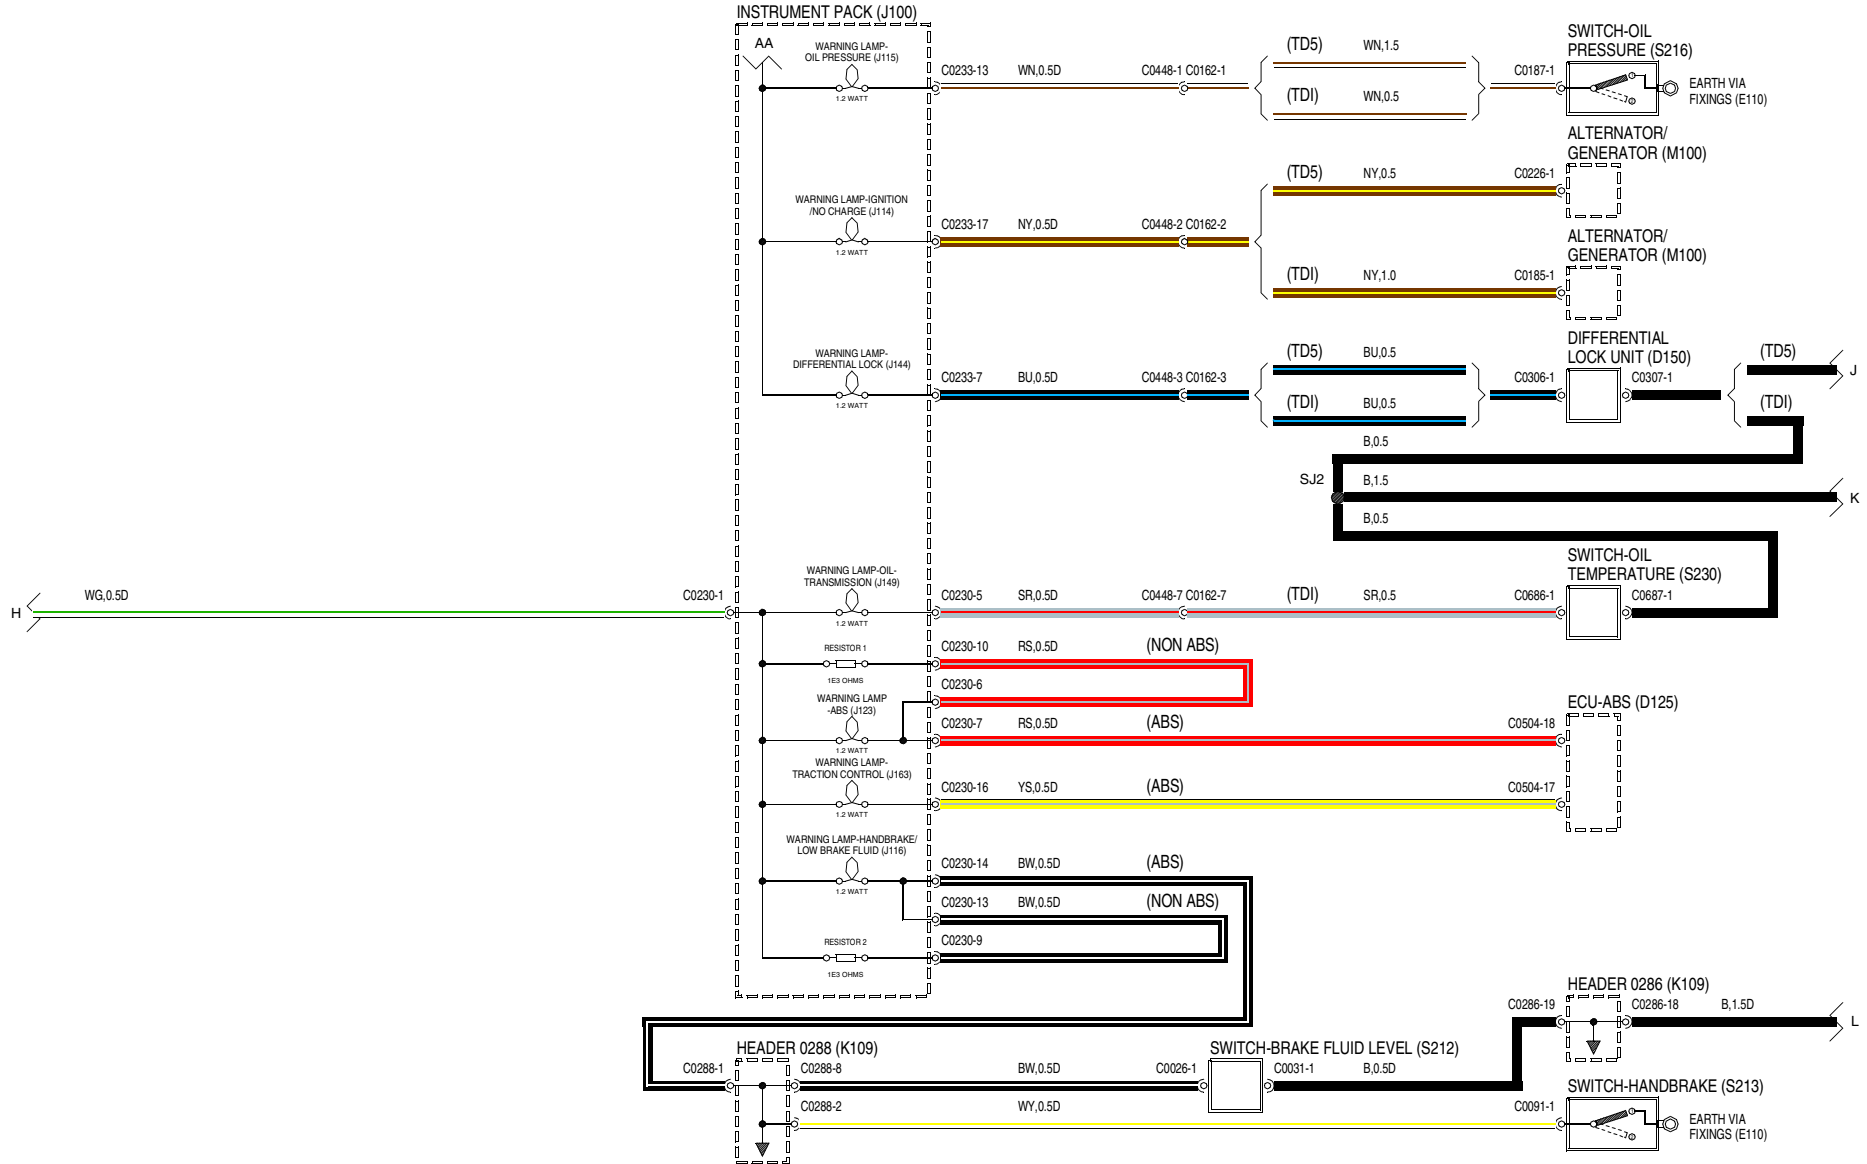 INSTRUMENT PACK (J100)
AA
WARNING LAMP-
OIL PRESSURE (J115)
1.2 WATT
C0233-13
WN,0.5D
C0448-1 C0162-1
(TD5)
WN,1.5
(TDI)
WN,0.5
C0187-1
SWITCH-OIL
PRESSURE (S216)
EARTH VIA
FIXINGS (E110)
ALTERNATOR/
GENERATOR (M100)
WARNING LAMP-IGNITION
/NO CHARGE (J114)
1.2 WATT
C0233-17
NY,0.5D
C0448-2 C0162-2
(TD5)
NY,0.5
C0226-1
ALTERNATOR/
GENERATOR (M100)
(TDI)
NY,1.0
C0185-1
WARNING LAMP-
DIFFERENTIAL LOCK (J144)
1.2 WATT
C0233-7
BU,0.5D
C0448-3 C0162-3
(TD5)
BU,0.5
(TDI)
BU,0.5
C0306-1
DIFFERENTIAL
LOCK UNIT (D150)
C0307-1
(TD5)
J
(TDI)
B,0.5
SJ2
B,1.5
K
B,0.5
SWITCH-OIL
TEMPERATURE (S230)
H
WG,0.5D
C0230-1
WARNING LAMP-OIL-
TRANSMISSION (J149)
1.2 WATT
C0230-5
SR,0.5D
C0448-7 C0162-7
(TDI)
SR,0.5
C0686-1
C0687-1
RESISTOR 1
1E3 OHMS
C0230-10
RS,0.5D
(NON ABS)
C0230-6
WARNING LAMP
-ABS (J123)
1.2 WATT
C0230-7
RS,0.5D
(ABS)
C0504-18
ECU-ABS (D125)
WARNING LAMP-
TRACTION CONTROL (J163)
1.2 WATT
C0230-16
YS,0.5D
(ABS)
C0504-17
WARNING LAMP-HANDBRAKE/
LOW BRAKE FLUID (J116)
1.2 WATT
C0230-14
BW,0.5D
(ABS)
C0230-13
BW,0.5D
(NON ABS)
RESISTOR 2
1E3 OHMS
C0230-9
HEADER 0286 (K109)
C0286-19
C0286-18
B,1.5D
L
HEADER 0288 (K109)
C0288-1
C0288-8
BW,0.5D
C0026-1
SWITCH-BRAKE FLUID LEVEL (S212)
C0031-1
B,0.5D
C0288-2
WY,0.5D
C0091-1
SWITCH-HANDBRAKE (S213)
EARTH VIA
FIXINGS (E110)